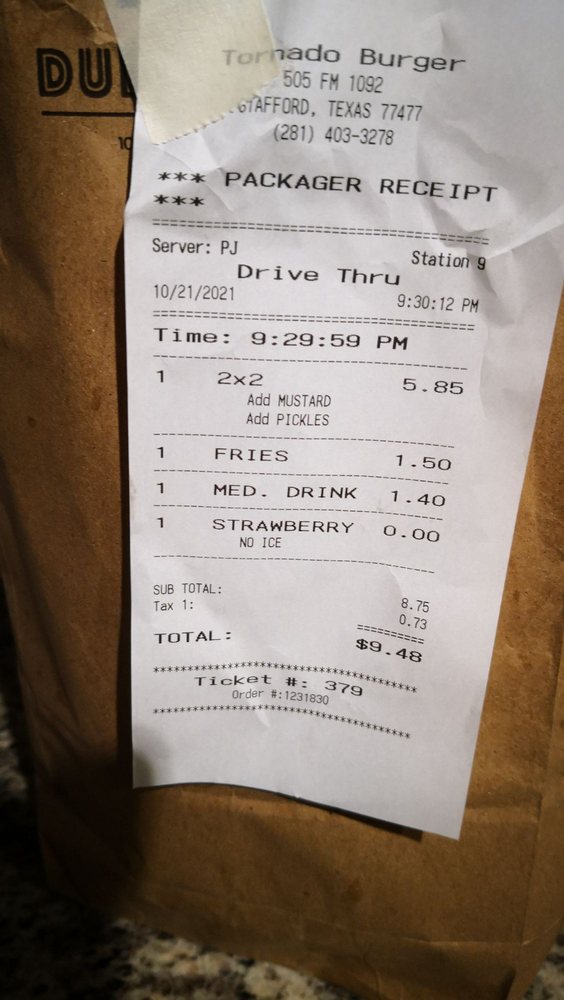 DU
10
Tornado Burger
505 FM 1092
STAFFORD, TEXAS 77477
(281) 403-3278
*** PACKAGER RECEIPT
***
Server: PJ Station 9
Drive Thru
10/21/2021 9:30:12 PM
Time: 9:29:59 PM
1 2x2 5.85
Add MUSTARD
Add PICKLES
1 FRIES 1.50
1 MED. DRINK 1.40
1 STRAWBERRY 0.00
NO ICE
SUB TOTAL: 8.75
Tax 1: 0.73
TOTAL: $9.48
Ticket #: 379
Order #:1231830